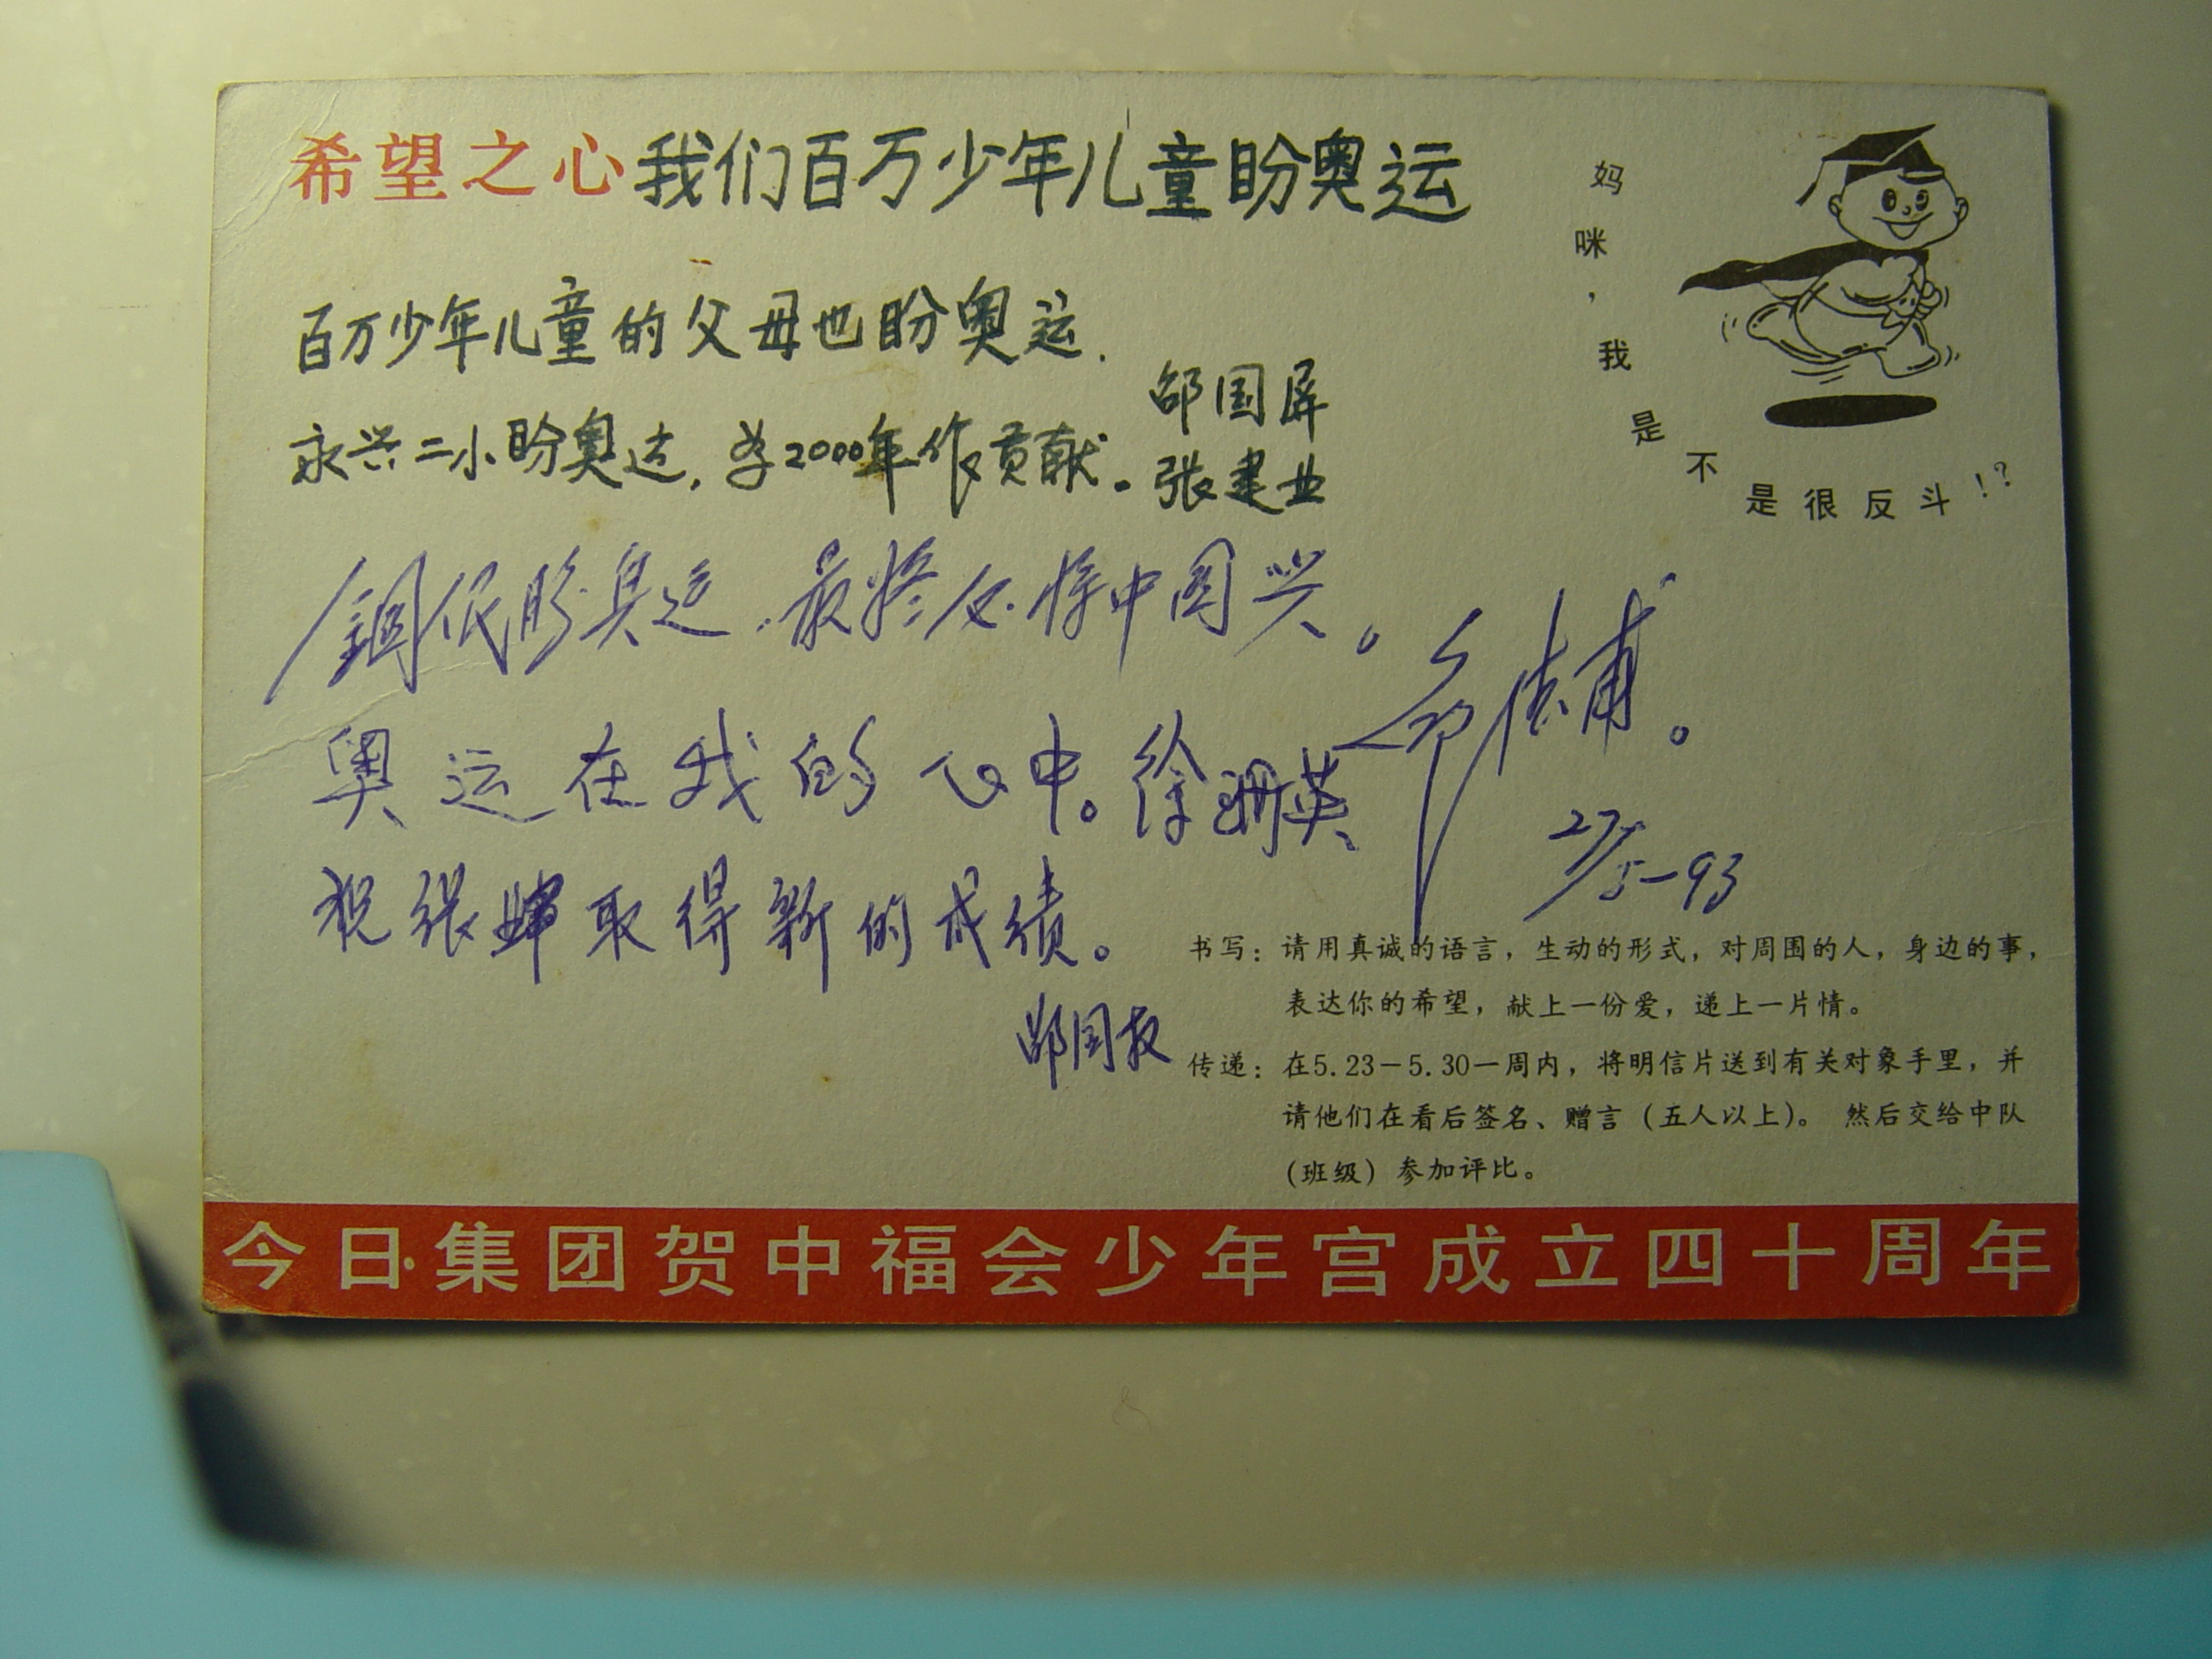 希望之心我们百万少年儿童盼奥运
妈咪，我是不是很反斗！？
百万少年儿童的父母也盼奥运.
邵国屏
永兴二小盼奥运，为2000年作贡献。
张建业
盼奥运.最终必将中国兴。
奥运在我的心中。徐珊英
27/5-93
祝张 取得新的成绩。
邵国
书写：请用真诚的语言，生动的形式，对周围的人，身边的事，
表达你的希望，献上一份爱，递上一片情。
传递：在5.23－5.30一周内，将明信片送到有关对象手里，并
请他们在看后签名、赠言（五人以上）。 然后交给中队
（班级）参加评比。
今日集团贺中福会少年宫成立四十周年